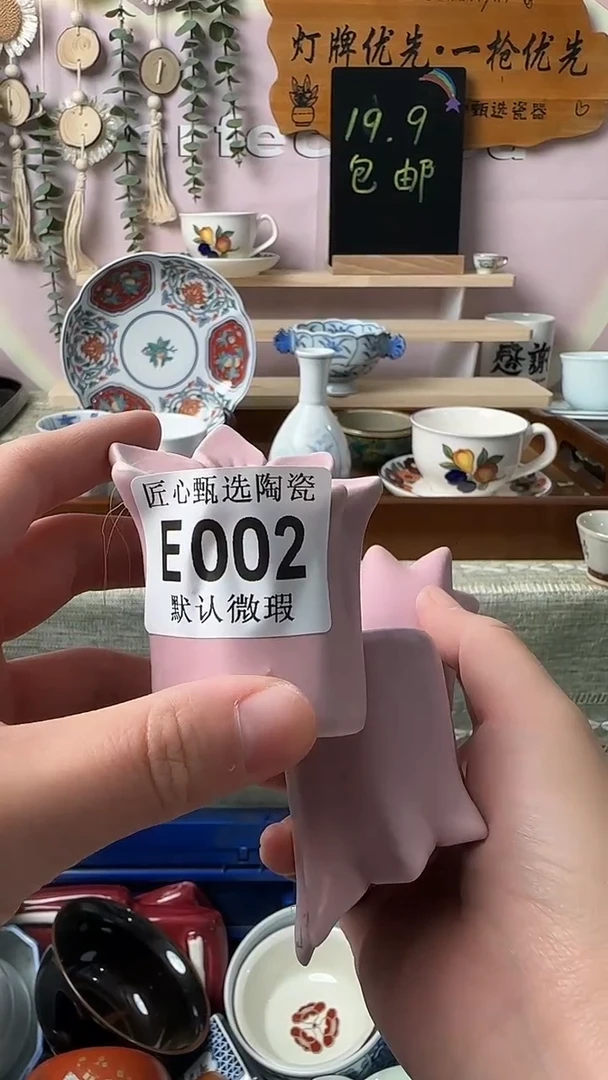 灯牌优先·一抢优先
甄选瓷器
19.9
包邮
匠心甄选陶瓷
E002
默认微瑕